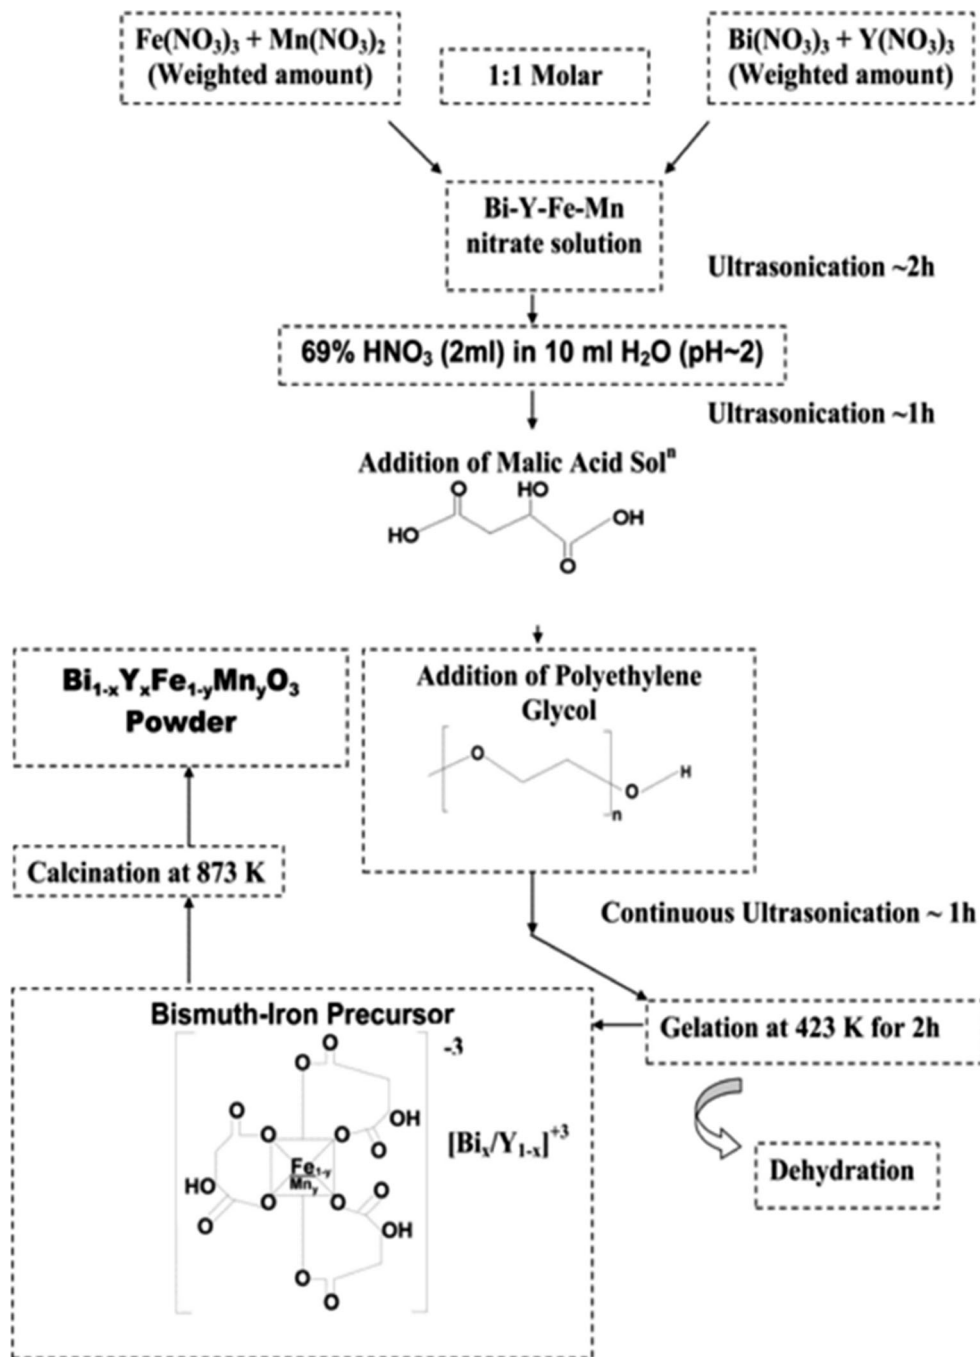 Fe(NO₃)₃ + Mn(NO₃)₂
(Weighted amount)
1:1 Molar
Bi(NO₃)₃ + Y(NO₃)₃
(Weighted amount)
Bi-Y-Fe-Mn
nitrate solution
Ultrasonication ~2h
69% HNO₃ (2ml) in 10 ml H₂O (pH~2)
Ultrasonication ~1h
Addition of Malic Acid Solⁿ
O
HO
HO
OH
O
Addition of Polyethylene
Glycol
O
H
O
n
Bi₁₋ₓYₓFe₁₋yMnyO₃
Powder
Calcination at 873 K
Continuous Ultrasonication ~ 1h
Gelation at 423 K for 2h
Dehydration
Bismuth-Iron Precursor
-3
O
O
O
OH
O
O
O
Fe₁₋y
Mny
[Biₓ/Y₁₋ₓ]⁺³
HO
O
O
O
O
OH
O
O